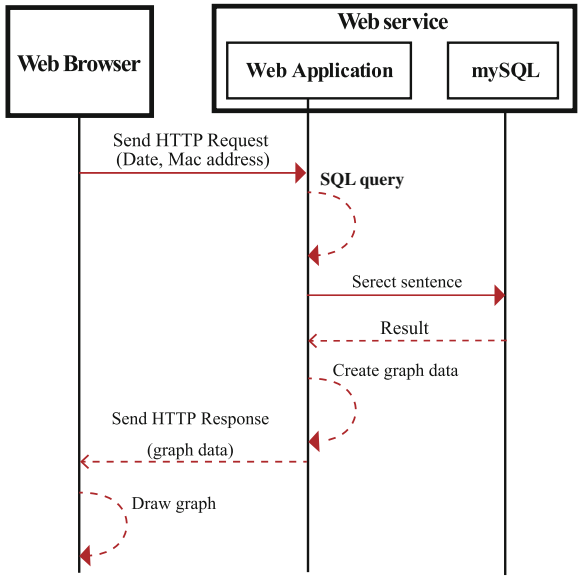 Web service
Web Browser
Web Application
mySQL
Send HTTP Request
(Date, Mac address)
SQL query
Serect sentence
Result
Create graph data
Send HTTP Response
(graph data)
Draw graph